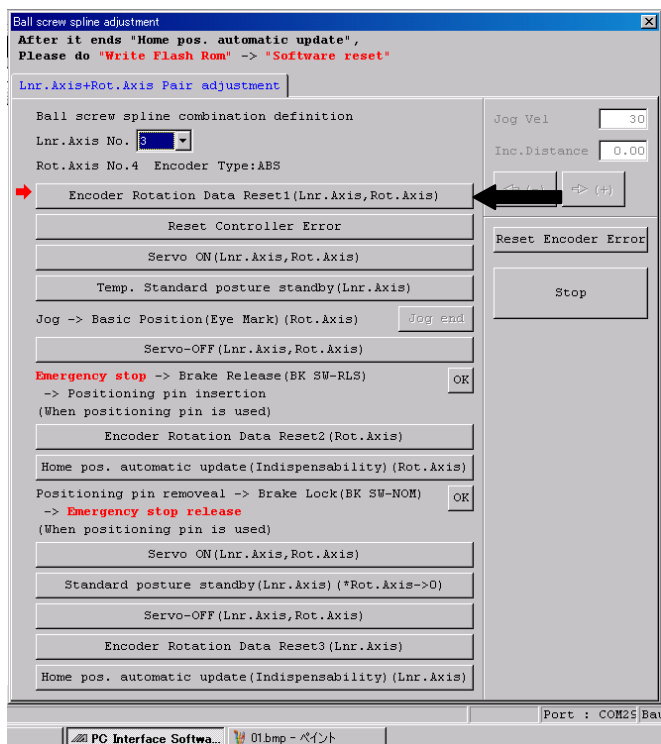 Ball screw spline adjustment
After it ends "Home pos. automatic update",
Please do "Write Flash Rom" -> "Software reset"
Lnr.Axis+Rot.Axis Pair adjustment
Ball screw spline combination definition
Lnr.Axis No. 3
Rot.Axis No.4 Encoder Type:ABS
Encoder Rotation Data Reset1(Lnr.Axis,Rot.Axis)
Reset Controller Error
Servo ON(Lnr.Axis,Rot.Axis)
Temp. Standard posture standby(Lnr.Axis)
Jog -> Basic Position(Eye Mark)(Rot.Axis)
Jog end
Servo-OFF(Lnr.Axis,Rot.Axis)
Emergency stop -> Brake Release(BK SW-RLS)
-> Positioning pin insertion
(When positioning pin is used)
OK
Encoder Rotation Data Reset2(Rot.Axis)
Home pos. automatic update(Indispensability)(Rot.Axis)
Positioning pin removeal -> Brake Lock(BK SW-NOM)
-> Emergency stop release
(When positioning pin is used)
OK
Servo ON(Lnr.Axis,Rot.Axis)
Standard posture standby(Lnr.Axis)(*Rot.Axis->0)
Servo-OFF(Lnr.Axis,Rot.Axis)
Encoder Rotation Data Reset3(Lnr.Axis)
Home pos. automatic update(Indispensability)(Lnr.Axis)
Jog Vel 30
Inc.Distance 0.00
(-)
(+)
Reset Encoder Error
Stop
Port : COM2S Bau
PC Interface Softwa...
01.bmp - ペイント